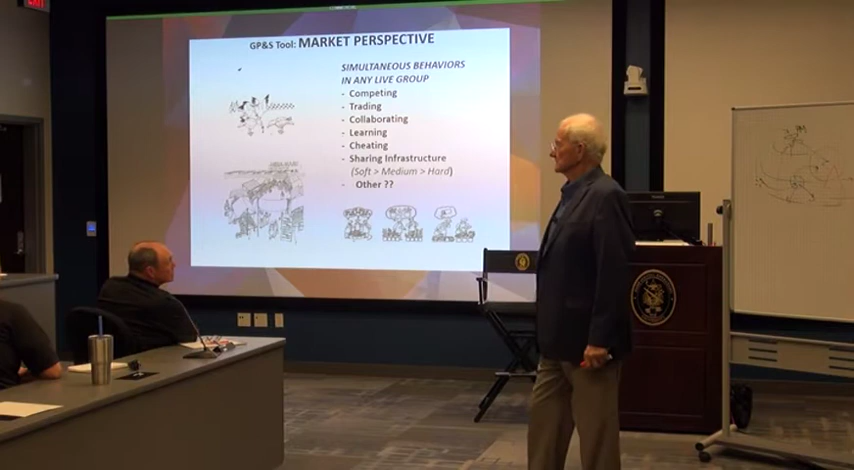 EXIT
GP&S Tool: MARKET PERSPECTIVE
SIMULTANEOUS BEHAVIORS
IN ANY LIVE GROUP
- Competing
- Trading
- Collaborating
- Learning
- Cheating
- Sharing Infrastructure
(Soft > Medium > Hard)
- Other ??